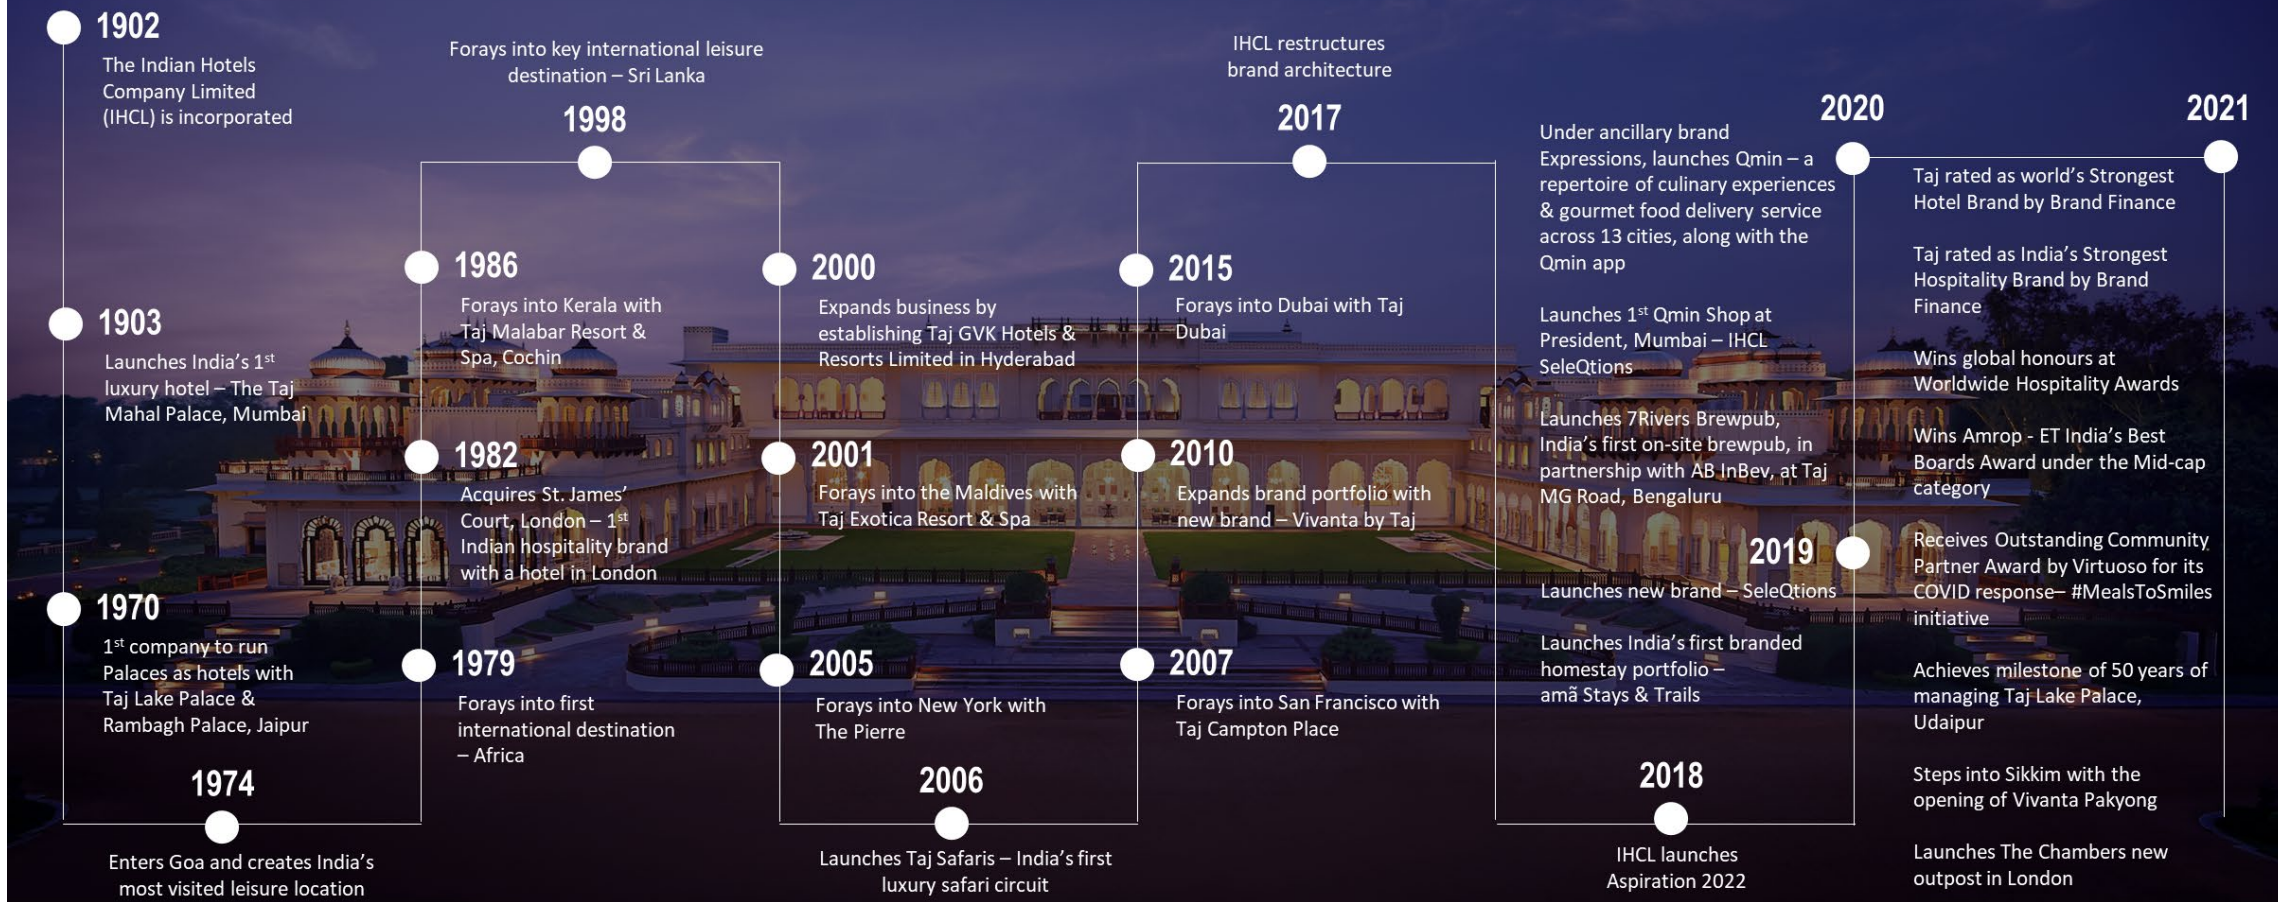 1902
The Indian Hotels
Company Limited
(IHCL) is incorporated
1903
Launches India's 1st
luxury hotel – The Taj
Mahal Palace, Mumbai
1970
1st company to run
Palaces as hotels with
Taj Lake Palace &
Rambagh Palace, Jaipur
1974
Enters Goa and creates India's
most visited leisure location
1979
Forays into first
international destination
– Africa
1982
Acquires St. James'
Court, London – 1st
Indian hospitality brand
with a hotel in London
1986
Forays into Kerala with
Taj Malabar Resort &
Spa, Cochin
Forays into key international leisure
destination – Sri Lanka
1998
2000
Expands business by
establishing Taj GVK Hotels &
Resorts Limited in Hyderabad
2001
Forays into the Maldives with
Taj Exotica Resort & Spa
2005
Forays into New York with
The Pierre
2006
Launches Taj Safaris – India's first
luxury safari circuit
2007
Forays into San Francisco with
Taj Campton Place
2010
Expands brand portfolio with
new brand – Vivanta by Taj
2015
Forays into Dubai with Taj
Dubai
IHCL restructures
brand architecture
2017
2018
IHCL launches
Aspiration 2022
2019
Launches new brand – SeleQtions
Launches India's first branded
homestay portfolio –
amã Stays & Trails
2020
Under ancillary brand
Expressions, launches Qmin – a
repertoire of culinary experiences
& gourmet food delivery service
across 13 cities, along with the
Qmin app
Launches 1st Qmin Shop at
President, Mumbai – IHCL
SeleQtions
Launches 7Rivers Brewpub,
India's first on-site brewpub, in
partnership with AB InBev, at Taj
MG Road, Bengaluru
2021
Taj rated as world's Strongest
Hotel Brand by Brand Finance
Taj rated as India's Strongest
Hospitality Brand by Brand
Finance
Wins global honours at
Worldwide Hospitality Awards
Wins Amrop - ET India's Best
Boards Award under the Mid-cap
category
Receives Outstanding Community
Partner Award by Virtuoso for its
COVID response– #MealsToSmiles
initiative
Achieves milestone of 50 years of
managing Taj Lake Palace,
Udaipur
Steps into Sikkim with the
opening of Vivanta Pakyong
Launches The Chambers new
outpost in London